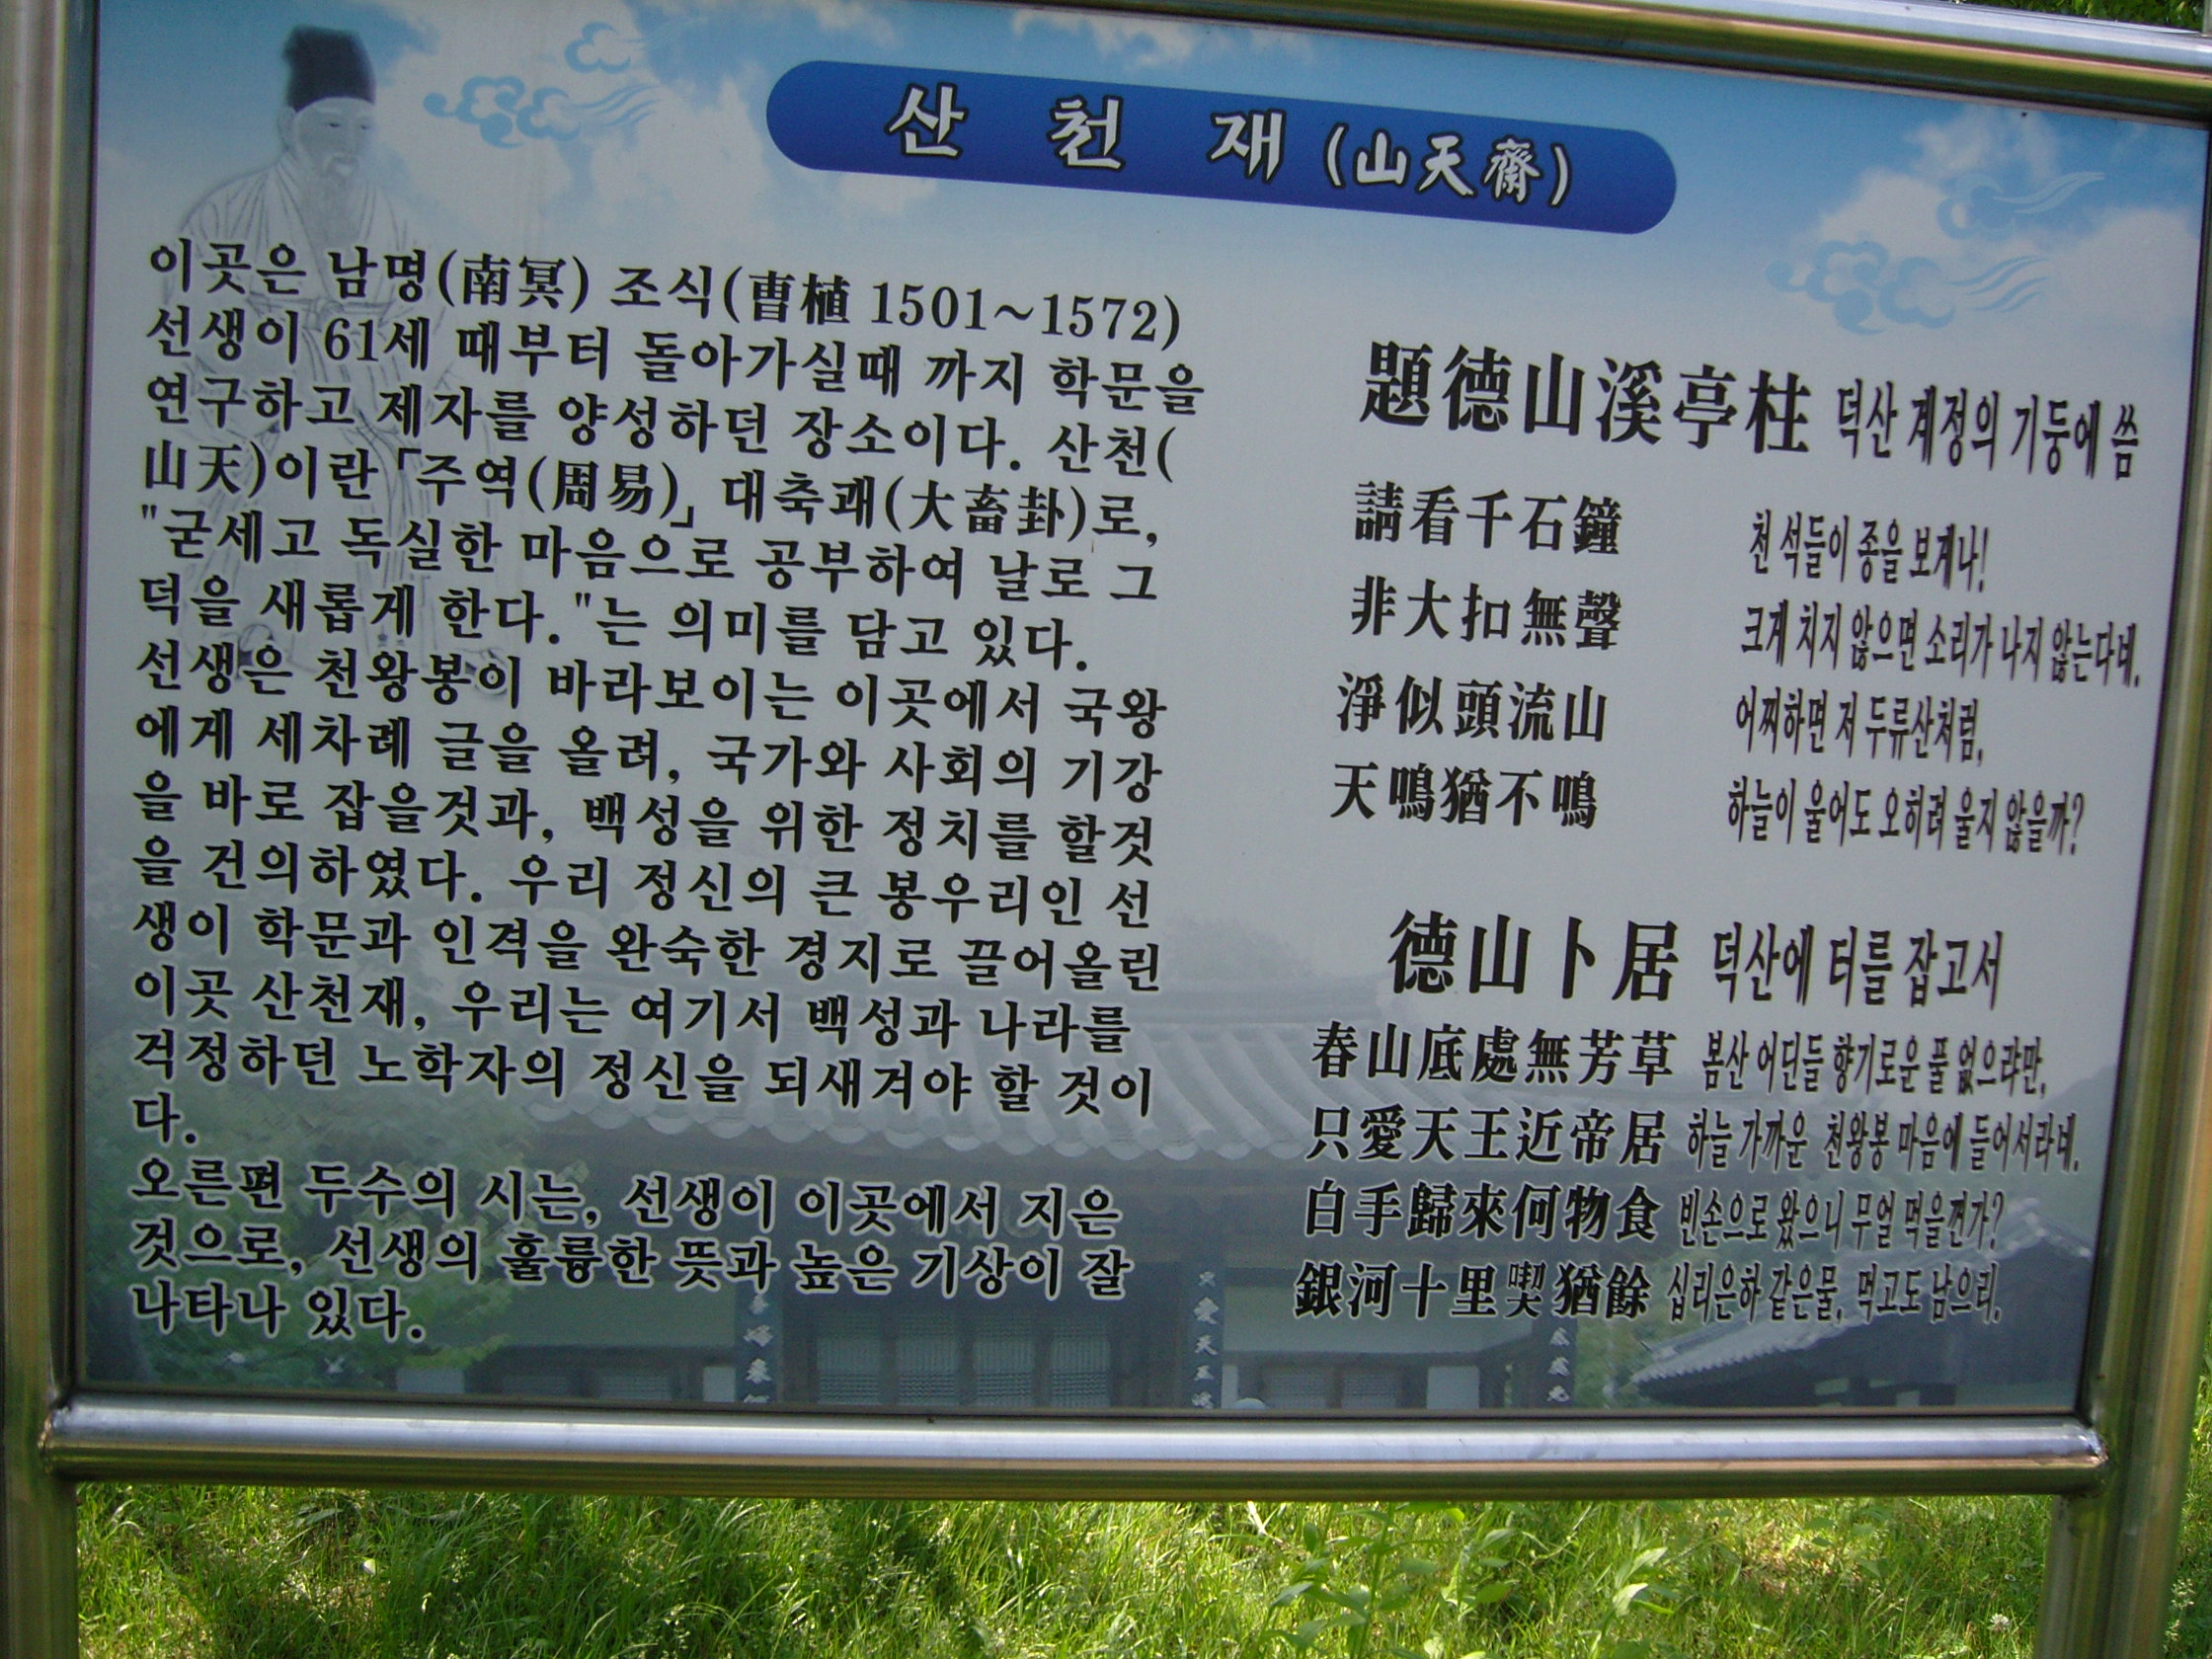 산 천 재 (山天齋)
이곳은 남명(南冥) 조식(曺植 1501~1572)
선생이 61세 때부터 돌아가실때 까지 학문을
연구하고 제자를 양성하던 장소이다. 산천(
山天)이란 「주역(周易)」 대축괘(大畜卦)로,
"굳세고 독실한 마음으로 공부하여 날로 그
덕을 새롭게 한다. "는 의미를 담고 있다.
선생은 천왕봉이 바라보이는 이곳에서 국왕
에게 세차례 글을 올려, 국가와 사회의 기강
을 바로 잡을것과, 백성을 위한 정치를 할것
을 건의하였다. 우리 정신의 큰 봉우리인 선
생이 학문과 인격을 완숙한 경지로 끌어올린
이곳 산천재, 우리는 여기서 백성과 나라를
걱정하던 노학자의 정신을 되새겨야 할 것이
다.
오른편 두수의 시는, 선생이 이곳에서 지은
것으로, 선생의 훌륭한 뜻과 높은 기상이 잘
나타나 있다.
題德山溪亭柱 덕산 계정의 기둥에 씀
請看千石鐘 천 석들이 종을 보게나!
非大扣無聲 크게 치지 않으면 소리가 나지 않는다네.
淨似頭流山 어찌하면 저 두류산처럼,
天鳴猶不鳴 하늘이 울어도 오히려 울지 않을까?
德山卜居 덕산에 터를 잡고서
春山底處無芳草 봄산 어딘들 향기로운 풀 없으랴만,
只愛天王近帝居 하늘 가까운 천왕봉 마음에 들어서라네.
白手歸來何物食 빈손으로 왔으니 무얼 먹을건가?
銀河十里喫猶餘 십리은하 같은물, 먹고도 남으리.